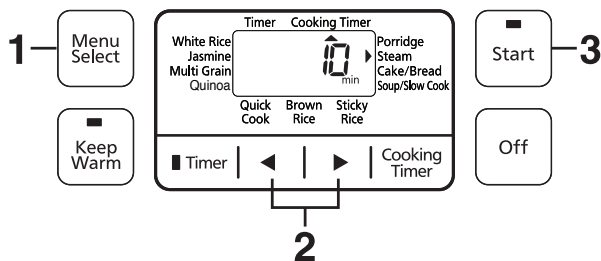 1
Menu
Select
Keep
Warm
Timer Cooking Timer
White Rice
Jasmine
Multi Grain
Quinoa
10
min
Porridge
Steam
Cake/Bread
Soup/Slow Cook
Quick
Cook
Brown
Rice
Sticky
Rice
Timer
Cooking
Timer
2
Start
3
Off